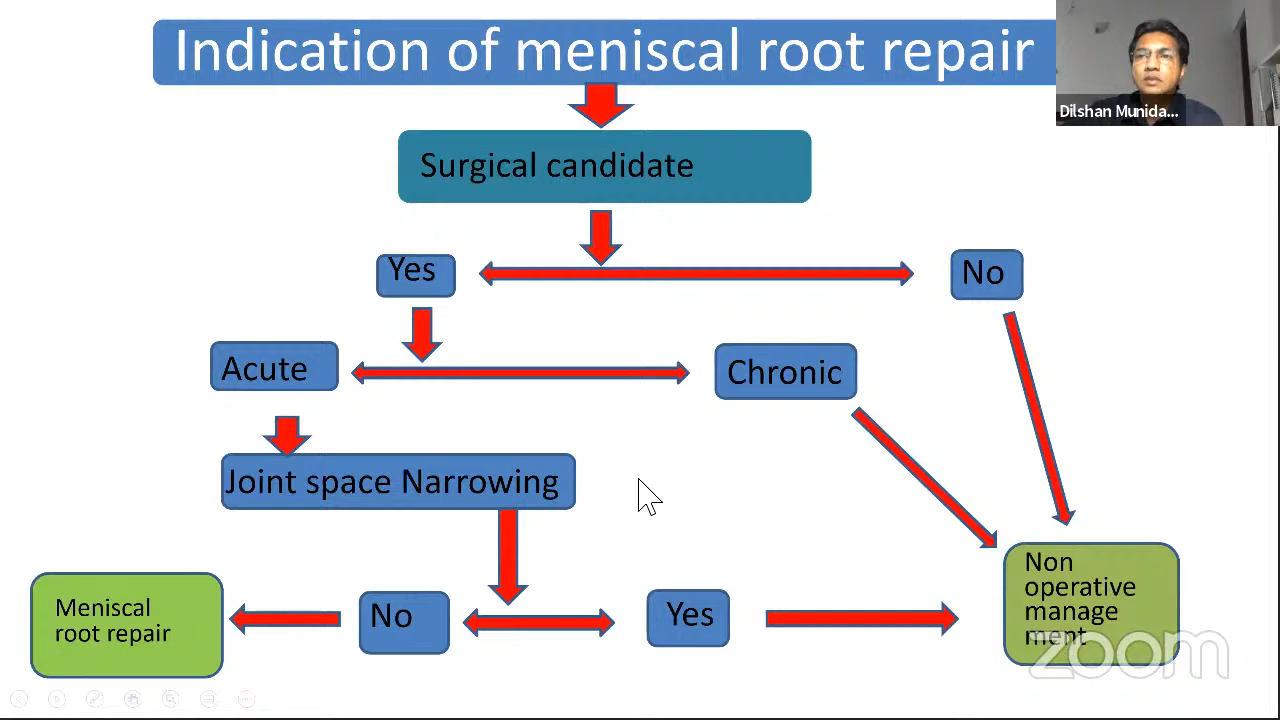 Indication of meniscal root repair
Dilshan Munida...
Surgical candidate
Yes
No
Acute
Chronic
Joint space Narrowing
Non
operative
manage
ment
Meniscal
root repair
No
Yes
zoom